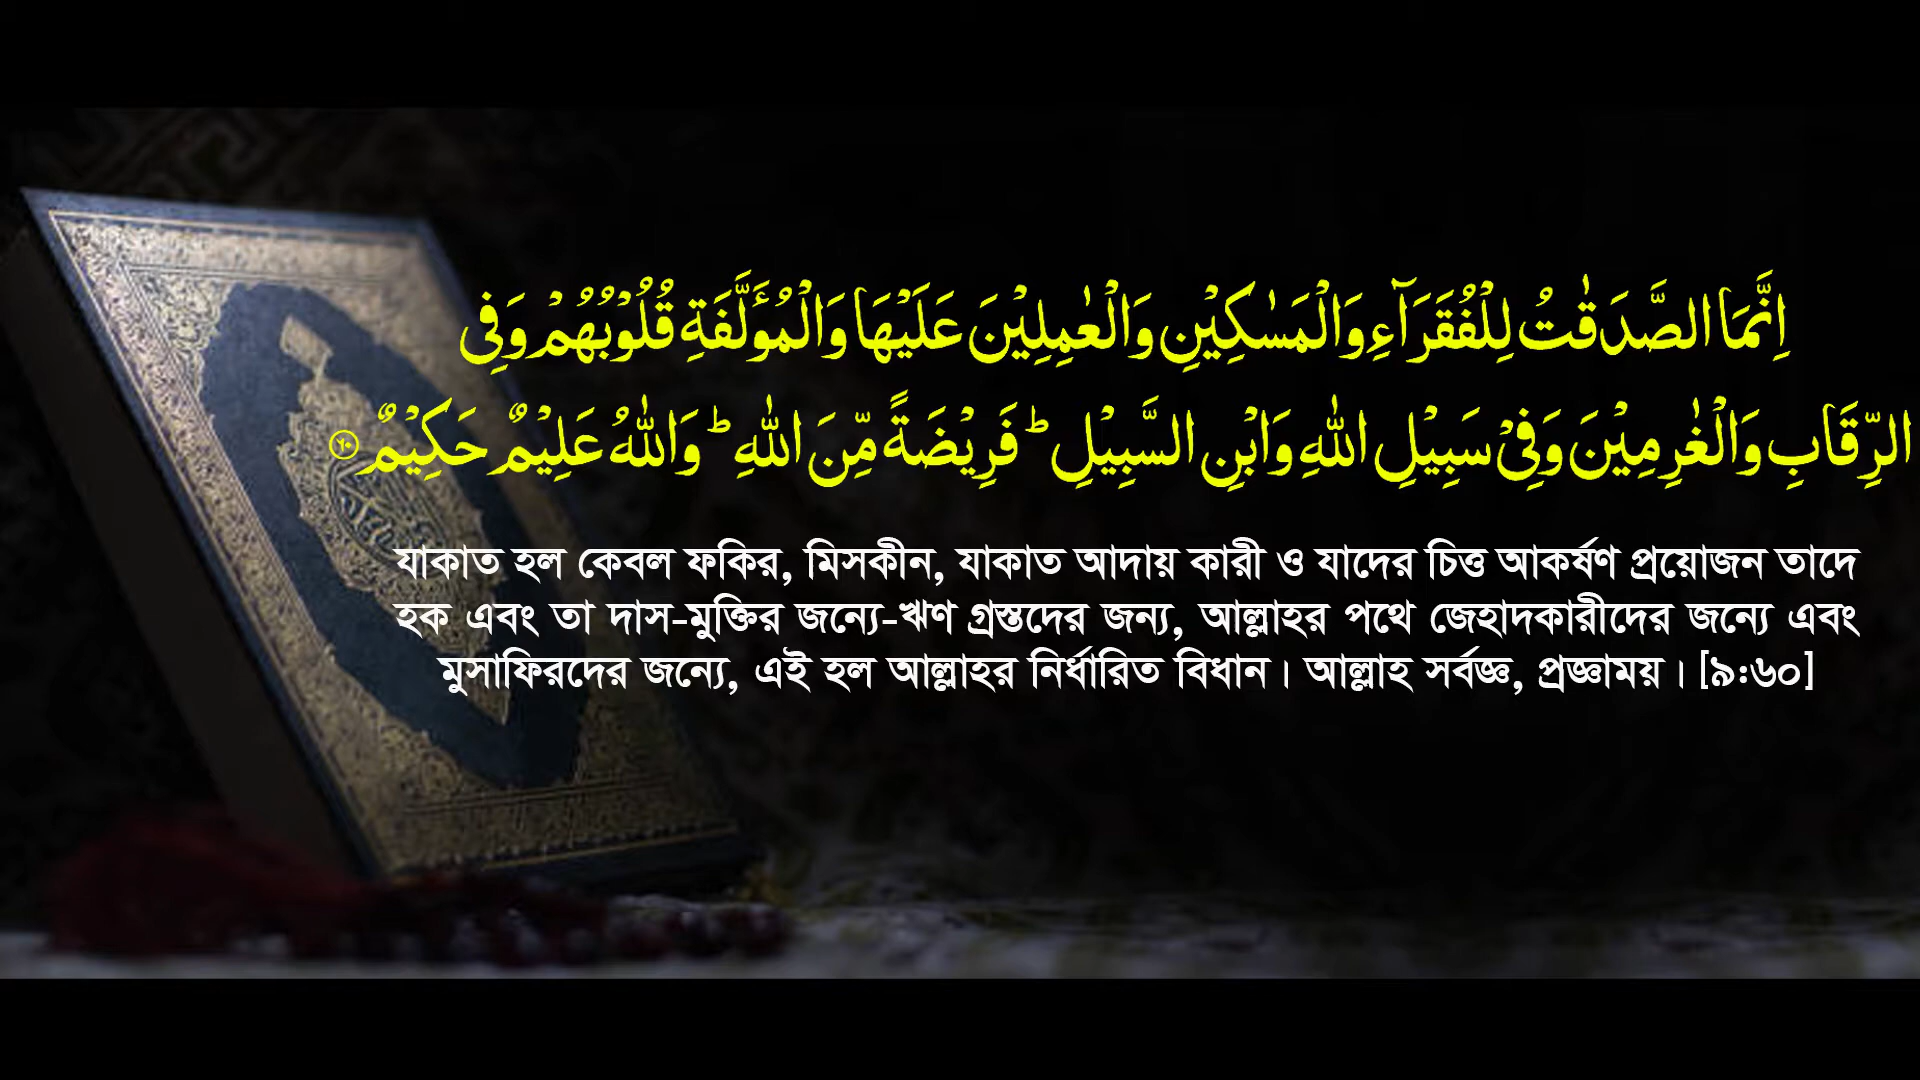 اِنَّمَا الصَّدَقٰتُ لِلْفُقَرَآءِ وَالْمَسٰكِيْنِ وَالْعٰمِلِيْنَ عَلَيْهَا وَالْمُؤَلَّفَةِ قُلُوْبُهُمْ وَفِى
الرِّقَابِ وَالْغٰرِمِيْنَ وَفِىْ سَبِيْلِ اللّٰهِ وَابْنِ السَّبِيْلِ ؕ فَرِيْضَةً مِّنَ اللّٰهِ ؕ وَاللّٰهُ عَلِيْمٌ حَكِيْمٌ ۝۶۰
যাকাত হল কেবল ফকির, মিসকীন, যাকাত আদায় কারী ও যাদের চিত্ত আকর্ষণ প্রয়োজন তাদে
হক এবং তা দাস-মুক্তির জন্যে-ঋণ গ্রস্তদের জন্য, আল্লাহর পথে জেহাদকারীদের জন্যে এবং
মুসাফিরদের জন্যে, এই হল আল্লাহর নির্ধারিত বিধান। আল্লাহ সর্বজ্ঞ, প্রজ্ঞাময়। [৯:৬০]